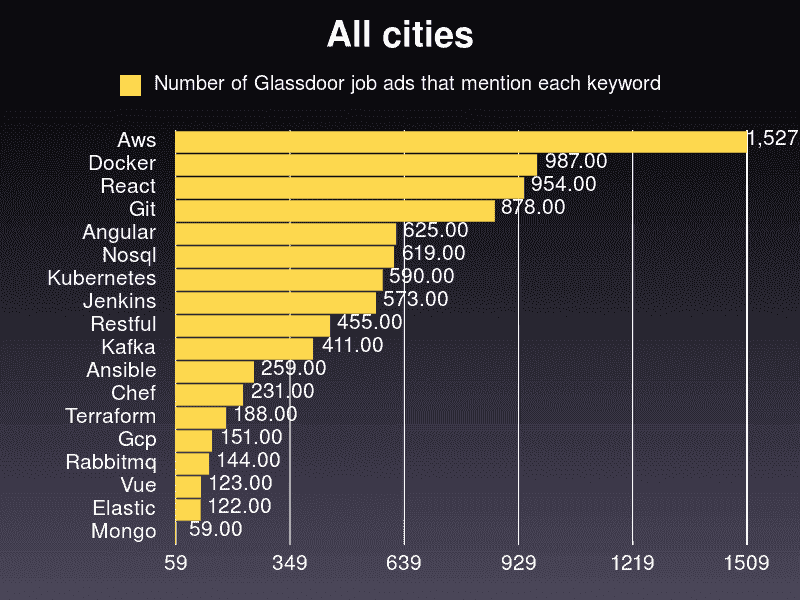 All cities
Number of Glassdoor job ads that mention each keyword
Aws 1,527
Docker 987.00
React 954.00
Git 878.00
Angular 625.00
Nosql 619.00
Kubernetes 590.00
Jenkins 573.00
Restful 455.00
Kafka 411.00
Ansible 259.00
Chef 231.00
Terraform 188.00
Gcp 151.00
Rabbitmq 144.00
Vue 123.00
Elastic 122.00
Mongo 59.00
59 349 639 929 1219 1509